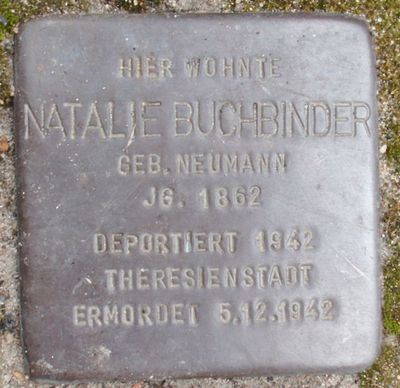 HIER WOHNTE
NATALIE BUCHBINDER
GEB. NEUMANN
JG. 1862
DEPORTIERT 1942
THERESIENSTADT
ERMORDET 5.12.1942